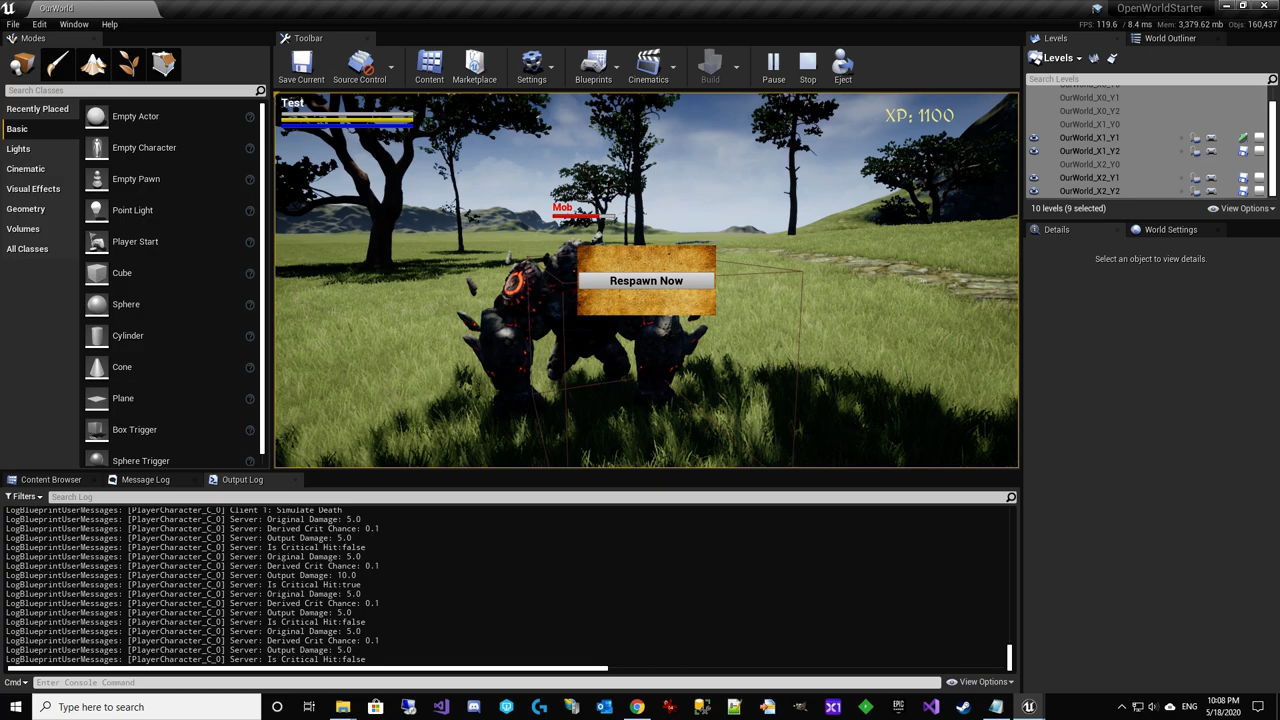 OurWorld
OpenWorldStarter
File Edit Window Help
FPS: 119.6 / 8.4 ms Mem: 3,379.62 mb Objs: 160,437
Modes
Toolbar
Levels
World Outliner
Save Current
Source Control
Content
Marketplace
Settings
Blueprints
Cinematics
Build
Pause
Stop
Eject
Levels
Search Classes
Search Levels
Recently Placed
Basic
Lights
Cinematic
Visual Effects
Geometry
Volumes
All Classes
Empty Actor
Empty Character
Empty Pawn
Point Light
Player Start
Cube
Sphere
Cylinder
Cone
Plane
Box Trigger
Sphere Trigger
Test
XP: 1100
Mob
Respawn Now
OurWorld_X0_Y1
OurWorld_X0_Y2
OurWorld_X1_Y0
OurWorld_X1_Y1
OurWorld_X1_Y2
OurWorld_X2_Y0
OurWorld_X2_Y1
OurWorld_X2_Y2
10 levels (9 selected)
View Options
Details
World Settings
Select an object to view details.
Content Browser
Message Log
Output Log
Filters
Search Log
LogBlueprintUserMessages: [PlayerCharacter_C_0] Client 1: Simulate Death
LogBlueprintUserMessages: [PlayerCharacter_C_0] Server: Original Damage: 5.0
LogBlueprintUserMessages: [PlayerCharacter_C_0] Server: Derived Crit Chance: 0.1
LogBlueprintUserMessages: [PlayerCharacter_C_0] Server: Output Damage: 5.0
LogBlueprintUserMessages: [PlayerCharacter_C_0] Server: Is Critical Hit:false
LogBlueprintUserMessages: [PlayerCharacter_C_0] Server: Original Damage: 5.0
LogBlueprintUserMessages: [PlayerCharacter_C_0] Server: Derived Crit Chance: 0.1
LogBlueprintUserMessages: [PlayerCharacter_C_0] Server: Output Damage: 10.0
LogBlueprintUserMessages: [PlayerCharacter_C_0] Server: Is Critical Hit:true
LogBlueprintUserMessages: [PlayerCharacter_C_0] Server: Original Damage: 5.0
LogBlueprintUserMessages: [PlayerCharacter_C_0] Server: Derived Crit Chance: 0.1
LogBlueprintUserMessages: [PlayerCharacter_C_0] Server: Output Damage: 5.0
LogBlueprintUserMessages: [PlayerCharacter_C_0] Server: Is Critical Hit:false
LogBlueprintUserMessages: [PlayerCharacter_C_0] Server: Original Damage: 5.0
LogBlueprintUserMessages: [PlayerCharacter_C_0] Server: Derived Crit Chance: 0.1
LogBlueprintUserMessages: [PlayerCharacter_C_0] Server: Output Damage: 5.0
LogBlueprintUserMessages: [PlayerCharacter_C_0] Server: Is Critical Hit:false
Cmd
Enter Console Command
View Options
Type here to search
ENG
10:08 PM
5/18/2020